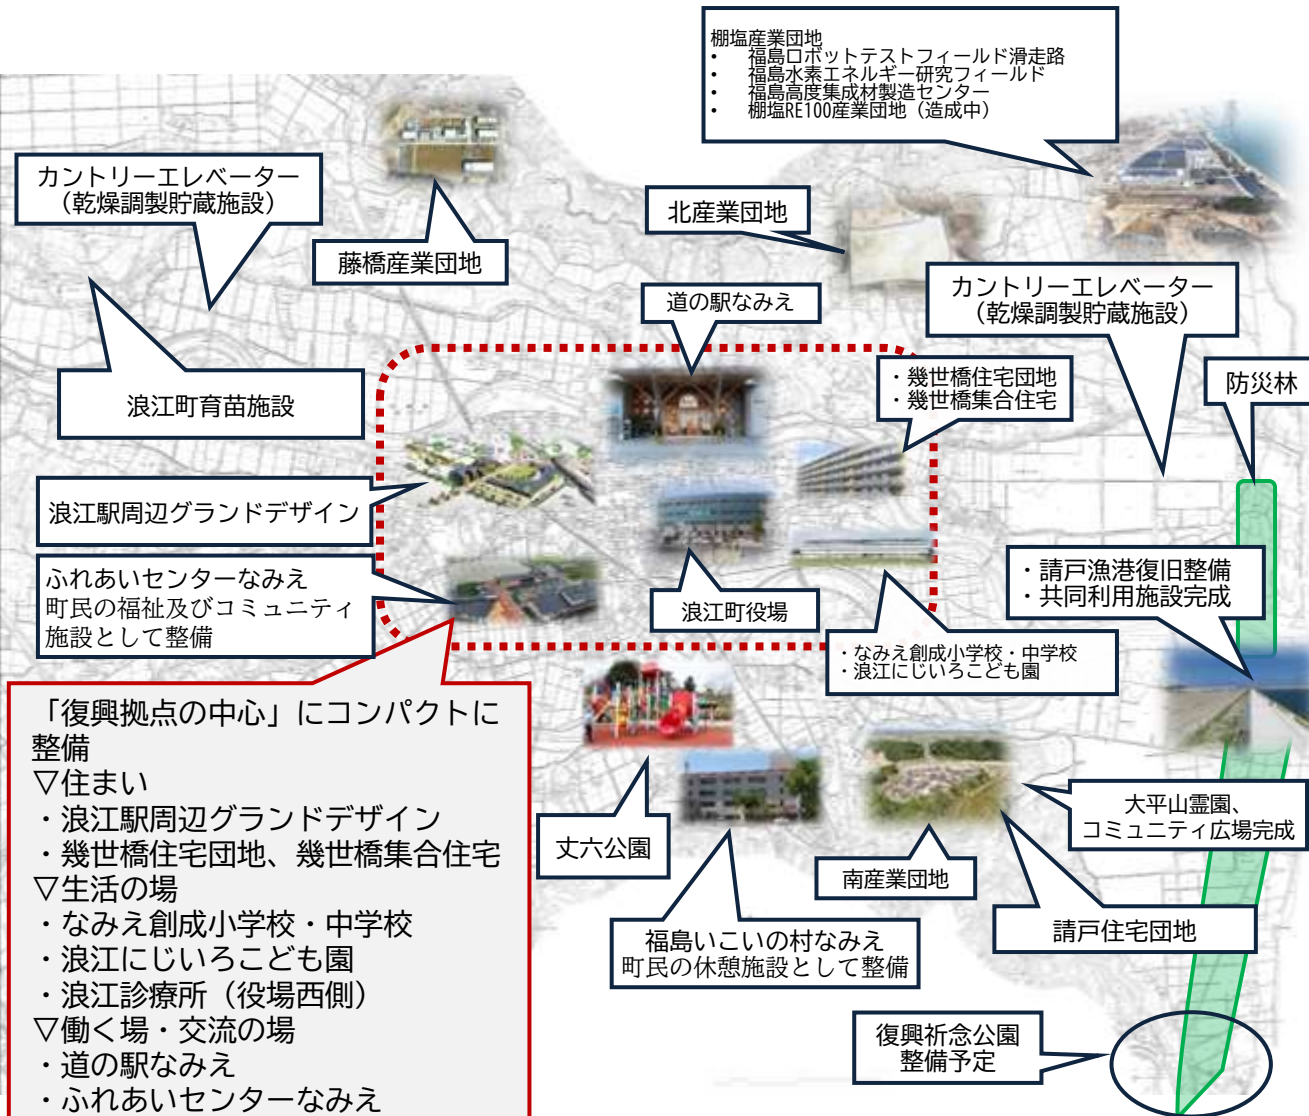 棚塩産業団地
・ 福島ロボットテストフィールド滑走路
・ 福島水素エネルギー研究フィールド
・ 福島高度集成材製造センター
・ 棚塩RE100産業団地（造成中）
カントリーエレベーター
（乾燥調製貯蔵施設）
藤橋産業団地
北産業団地
道の駅なみえ
カントリーエレベーター
（乾燥調製貯蔵施設）
浪江町育苗施設
・幾世橋住宅団地
・幾世橋集合住宅
防災林
浪江駅周辺グランドデザイン
ふれあいセンターなみえ
町民の福祉及びコミュニティ
施設として整備
浪江町役場
・請戸漁港復旧整備
・共同利用施設完成
・なみえ創成小学校・中学校
・浪江にじいろこども園
「復興拠点の中心」にコンパクトに
整備
▽住まい
・浪江駅周辺グランドデザイン
・幾世橋住宅団地、幾世橋集合住宅
▽生活の場
・なみえ創成小学校・中学校
・浪江にじいろこども園
・浪江診療所（役場西側）
▽働く場・交流の場
・道の駅なみえ
・ふれあいセンターなみえ
丈六公園
福島いこいの村なみえ
町民の休憩施設として整備
南産業団地
大平山霊園、
コミュニティ広場完成
請戸住宅団地
復興祈念公園
整備予定